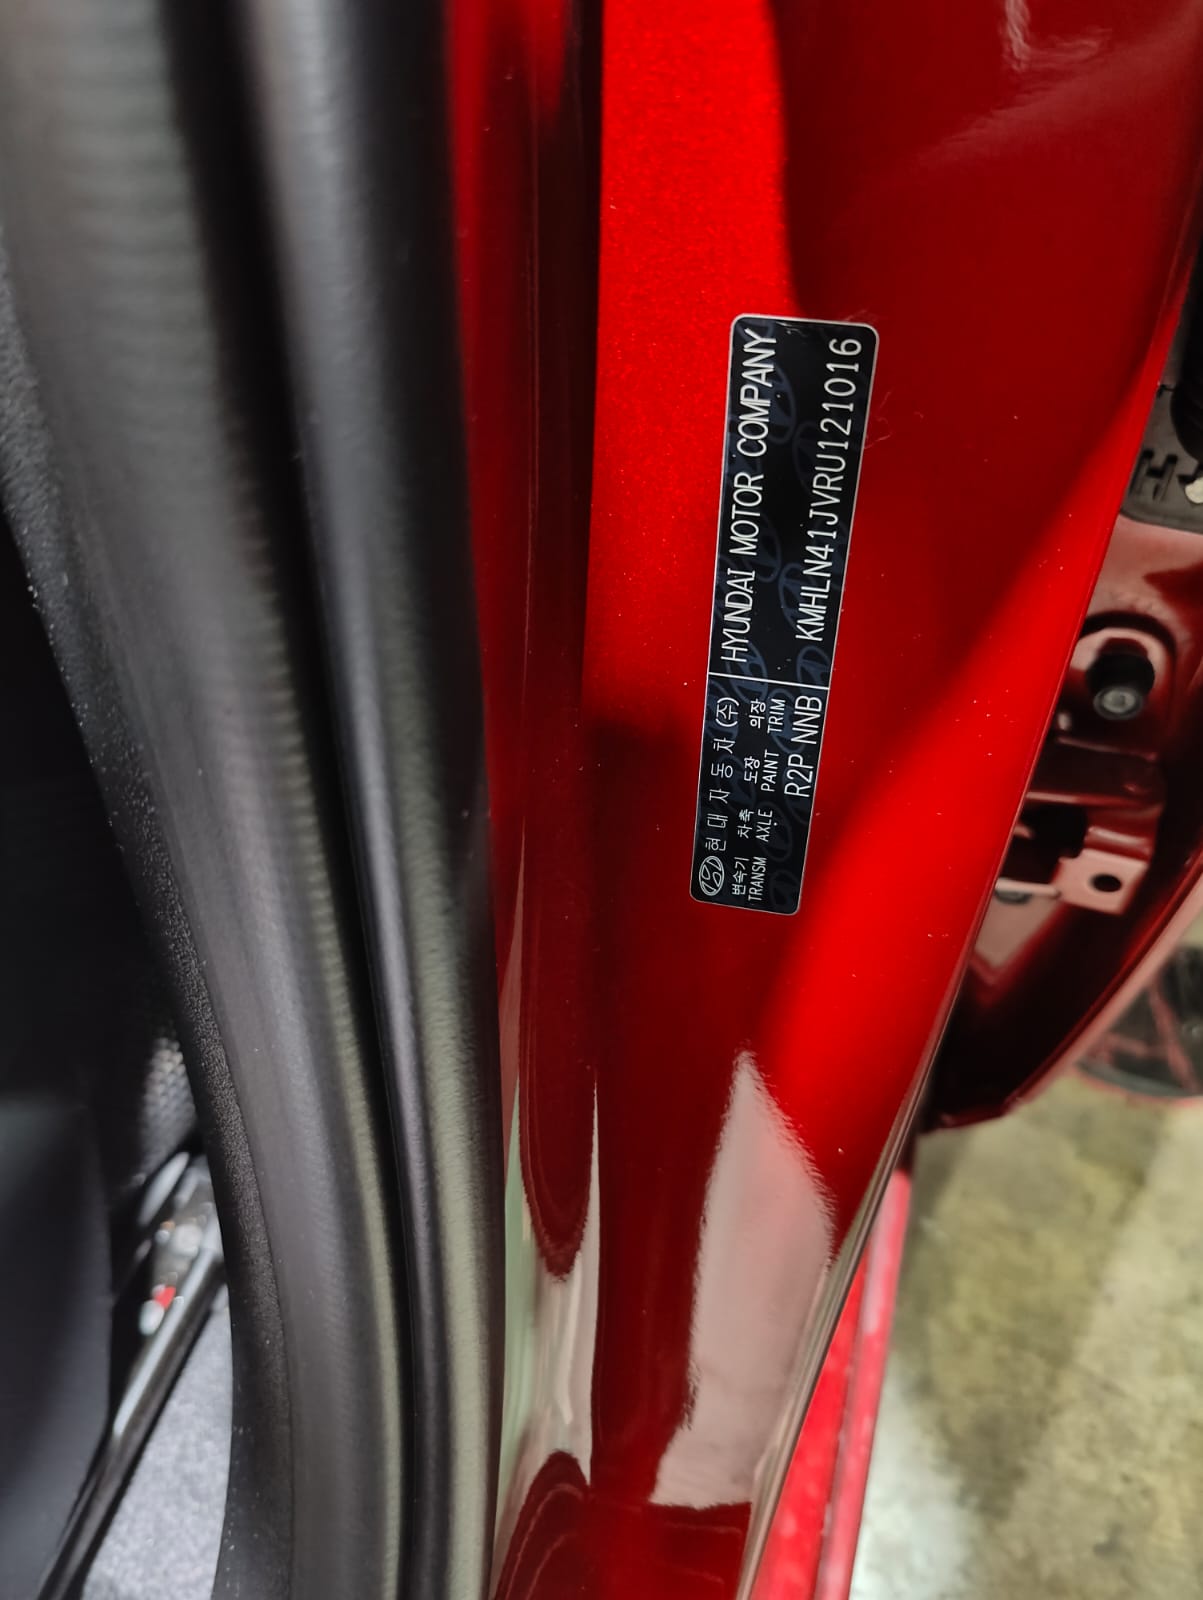 현대자동차(주)
HYUNDAI MOTOR COMPANY
변속기 차축 도장 의장
TRANSM AXLE PAINT TRIM
R2P NNB
KMHLN41JVRU121016
H